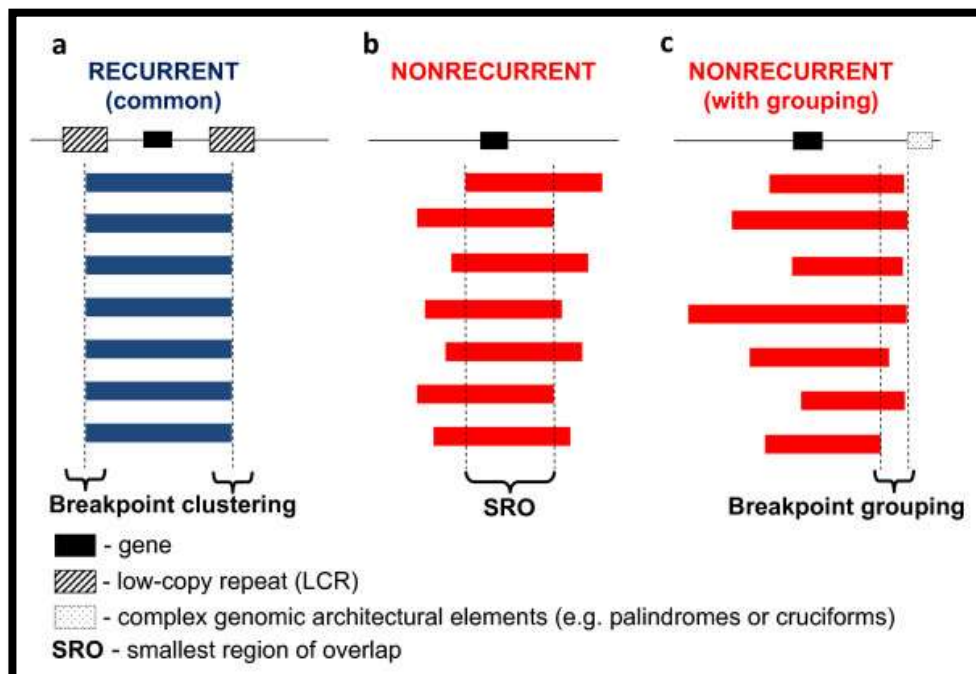 a
RECURRENT
(common)
b
NONRECURRENT
c
NONRECURRENT
(with grouping)
Breakpoint clustering
SRO
Breakpoint grouping
- gene
- low-copy repeat (LCR)
- complex genomic architectural elements (e.g. palindromes or cruciforms)
SRO - smallest region of overlap